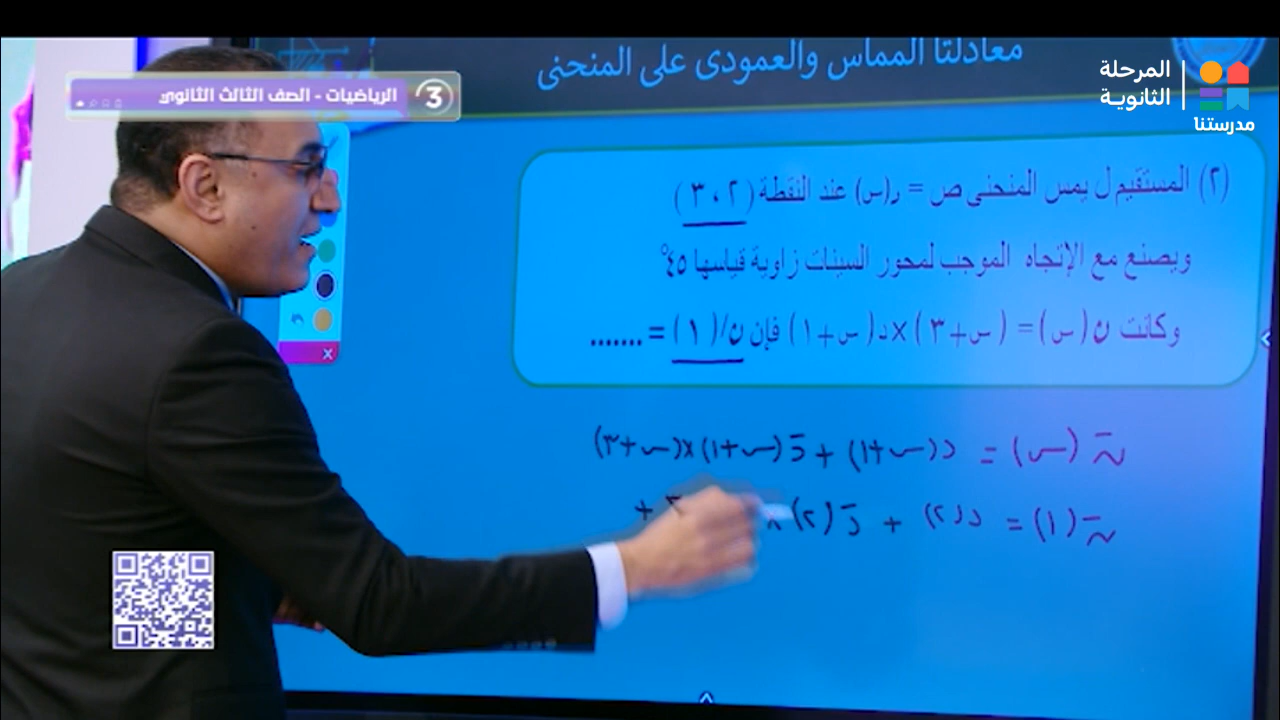 معادلتا المماس والعمودى على المنحنى
المرحلة
الثانوية
مدرستنا
3 الرياضيات - الصف الثالث الثانوي
(٢) المستقيم ل يمس المنحنى ص = د(س) عند النقطة (٢ ، ٣)
ويصنع مع الإتجاه الموجب لمحور السينات زاوية قياسها ٤٥°
وكانت ن(س) = (س+٣)×د(س+١) فإن ن/(١) = .......
نَ(س) = د(س+١) + دَ(س+١)×(س+٣)
نَ(١) = د(٢) + دَ(٢)